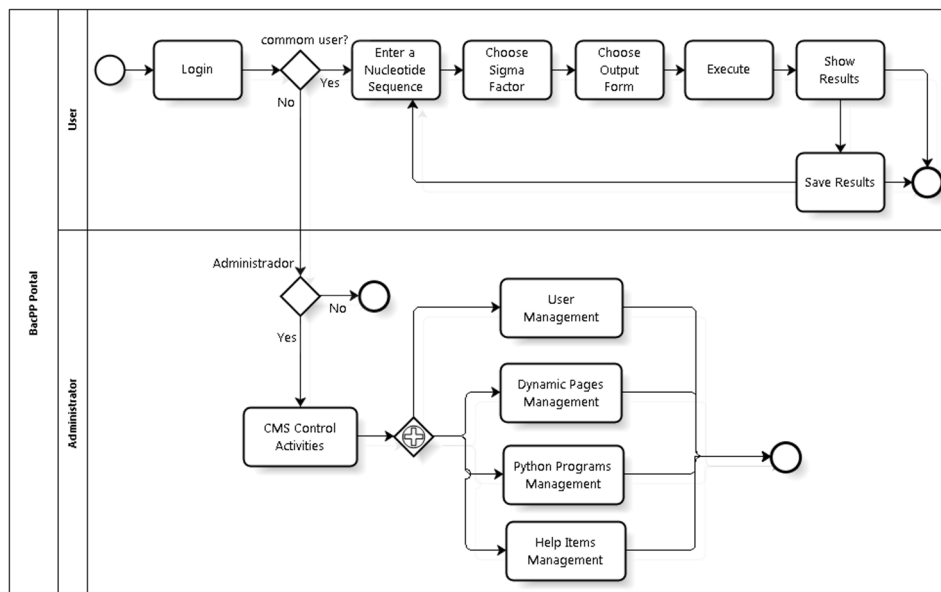 BacPP Portal
User
Login
commom user?
Yes
No
Enter a
Nucleotide
Sequence
Choose
Sigma
Factor
Choose
Output
Form
Execute
Show
Results
Save Results
Administrator
Administrador
No
Yes
CMS Control
Activities
User
Management
Dynamic Pages
Management
Python Programs
Management
Help Items
Management